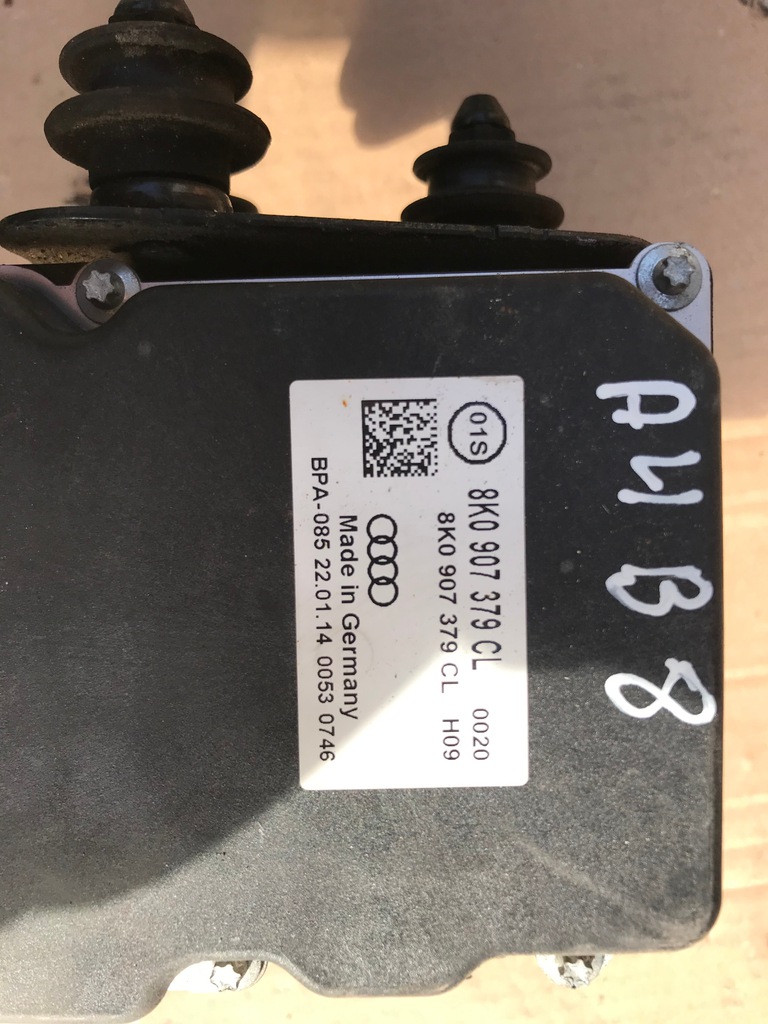 A4 B8
01S
8K0 907 379 CL 0020
8K0 907 379 CL H09
Made in Germany
BPA-085 22.01.14 0053 0746